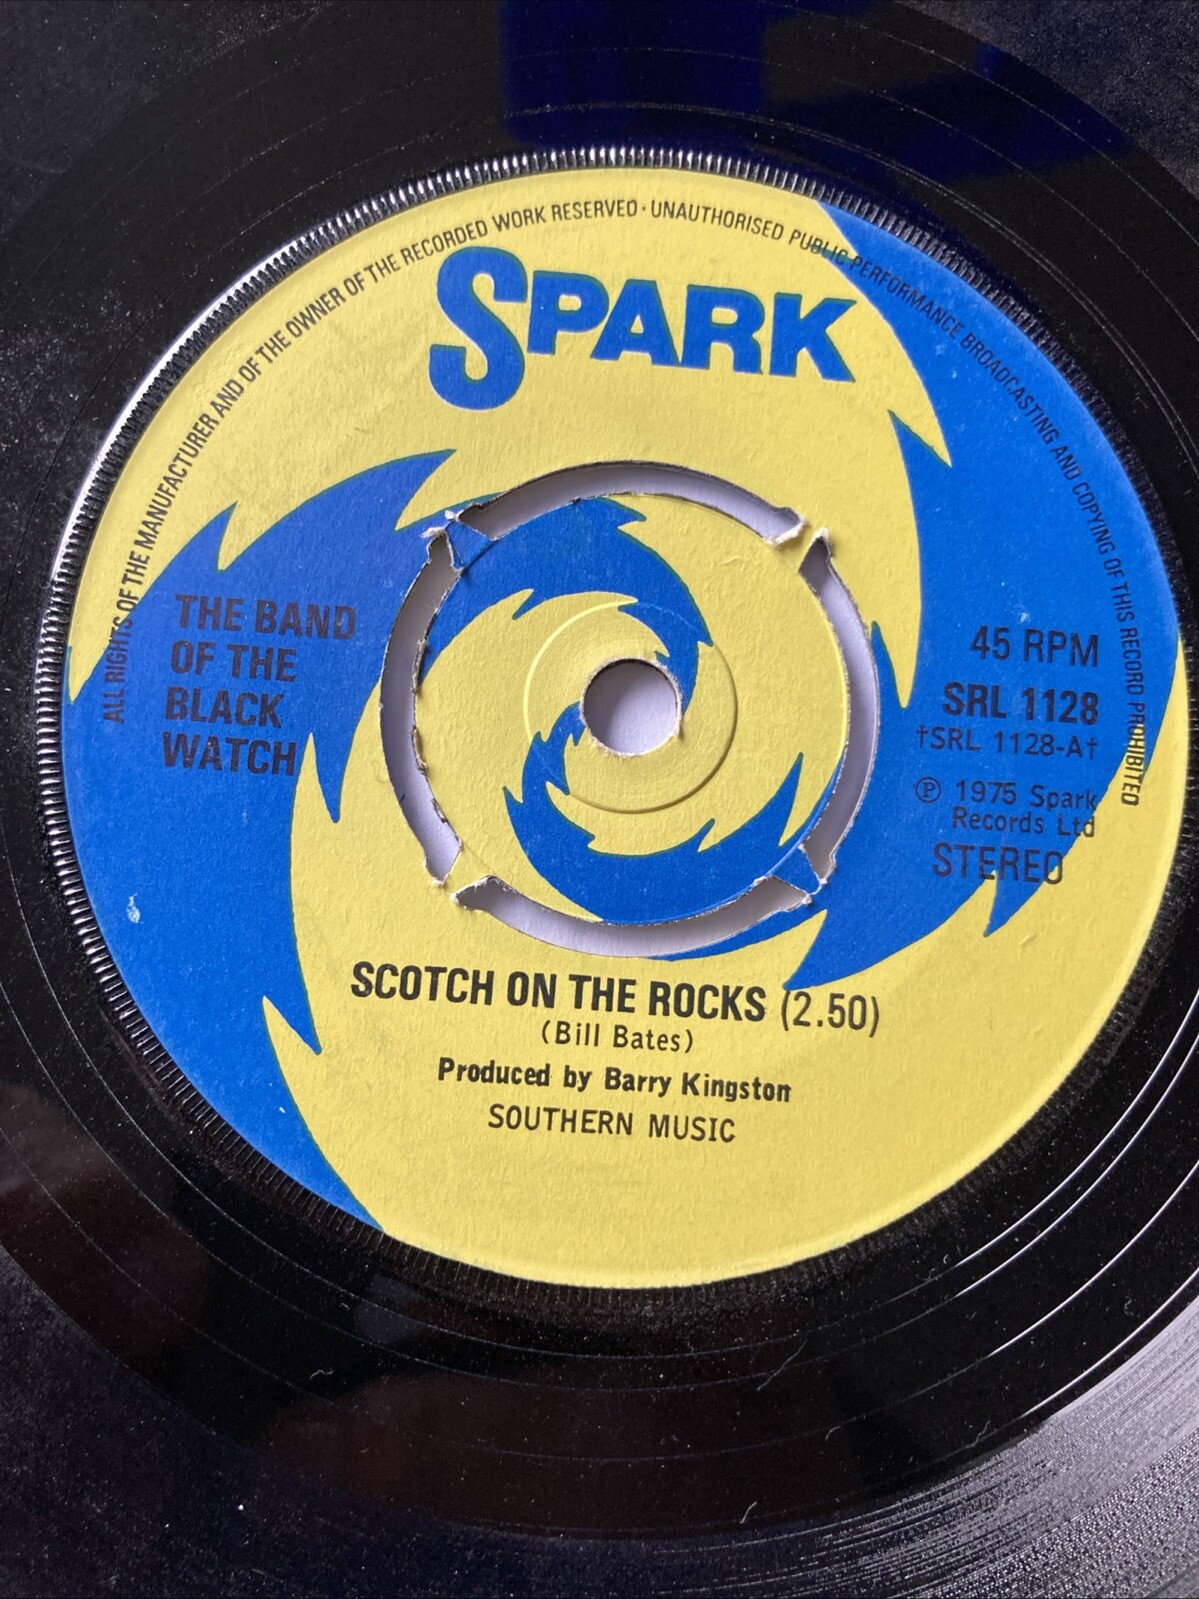 ALL RIGHTS OF THE MANUFACTURER AND OF THE OWNER OF THE RECORDED WORK RESERVED · UNAUTHORISED PUBLIC PERFORMANCE BROADCASTING AND COPYING OF THIS RECORD PROHIBITED
SPARK
THE BAND
OF THE
BLACK
WATCH
45 RPM
SRL 1128
†SRL 1128-A†
℗ 1975 Spark
Records Ltd
STEREO
SCOTCH ON THE ROCKS (2.50)
(Bill Bates)
Produced by Barry Kingston
SOUTHERN MUSIC